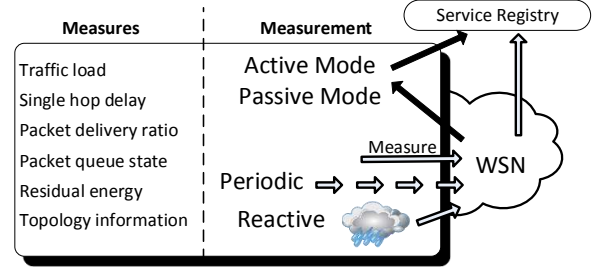 Service Registry
Measures
Measurement
Traffic load
Single hop delay
Packet delivery ratio
Packet queue state
Residual energy
Topology information
Active Mode
Passive Mode
Measure
Periodic
Reactive
WSN